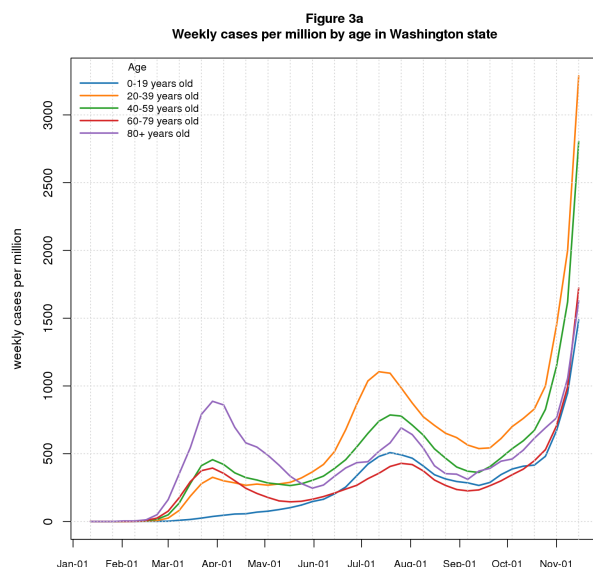 Figure 3a
Weekly cases per million by age in Washington state
Age
0-19 years old
20-39 years old
40-59 years old
60-79 years old
80+ years old
weekly cases per million
3000
2500
2000
1500
1000
500
0
Jan-01 Feb-01 Mar-01 Apr-01 May-01 Jun-01 Jul-01 Aug-01 Sep-01 Oct-01 Nov-01